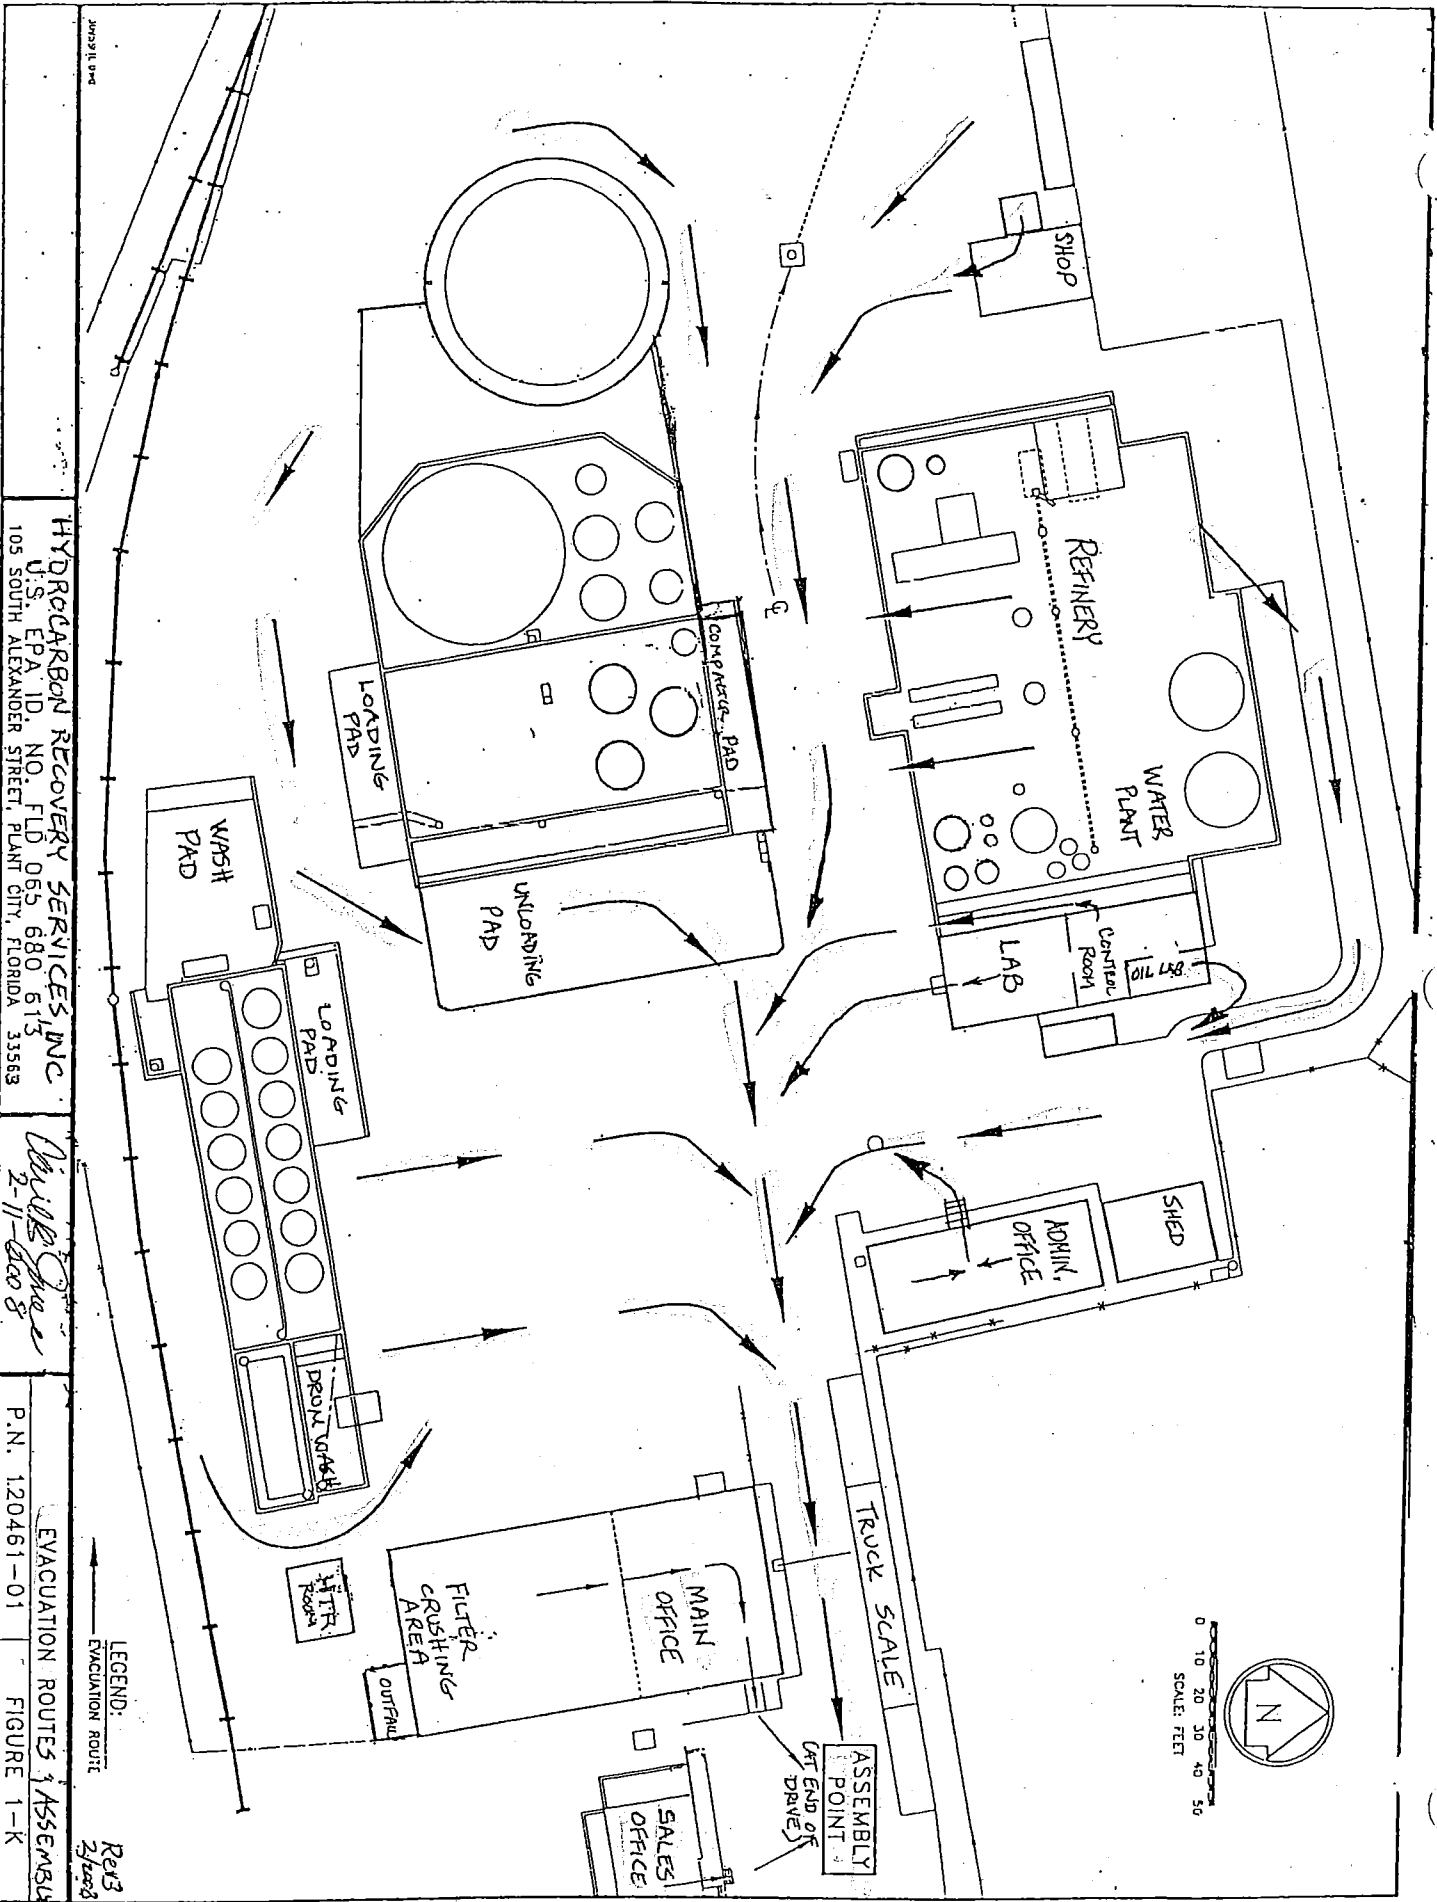 SHOP
REFINERY
WATER
PLANT
COMPACTOR PAD
LOADING
PAD
UNLOADING
PAD
WASH
PAD
LOADING
PAD
LAB
CONTROL
ROOM
OIL LAB
SHED
ADMIN.
OFFICE
DRUM WASH
TRUCK SCALE
MAIN
OFFICE
FILTER
CRUSHING
AREA
HTR
ROOM
OUTFALL
SALES
OFFICE
ASSEMBLY
POINT
(AT END OF
DRIVE)
N
0 10 20 30 40 50
SCALE: FEET
LEGEND:
EVACUATION ROUTE
Rev3
2/2008
HYDROCARBON RECOVERY SERVICES, INC.
U.S. EPA ID. NO. FLD 065 680 613
105 SOUTH ALEXANDER STREET, PLANT CITY, FLORIDA 33563
2-11-2008
EVACUATION ROUTES & ASSEMBLY
P.N. 120461-01
FIGURE 1-K